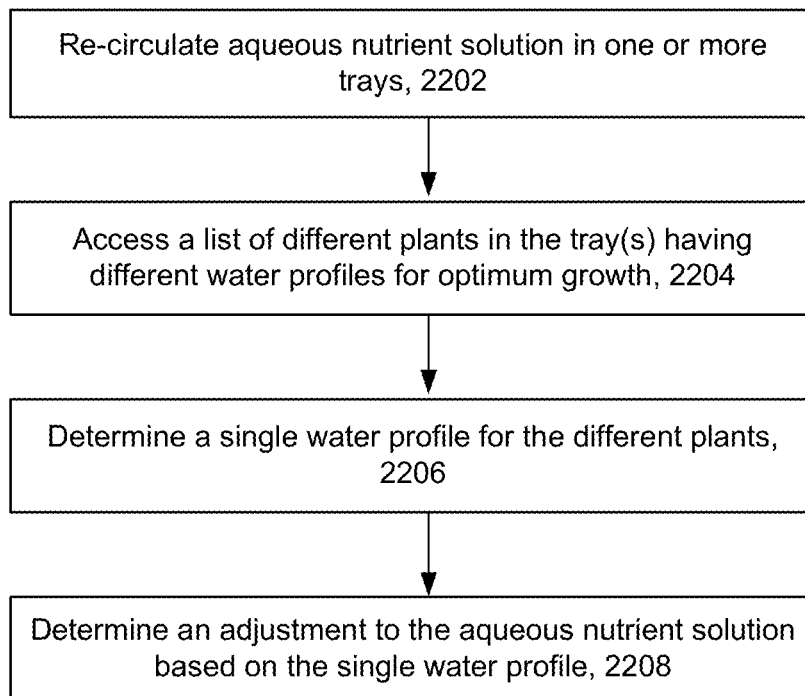 Re-circulate aqueous nutrient solution in one or more
trays, 2202
Access a list of different plants in the tray(s) having
different water profiles for optimum growth, 2204
Determine a single water profile for the different plants,
2206
Determine an adjustment to the aqueous nutrient solution
based on the single water profile, 2208